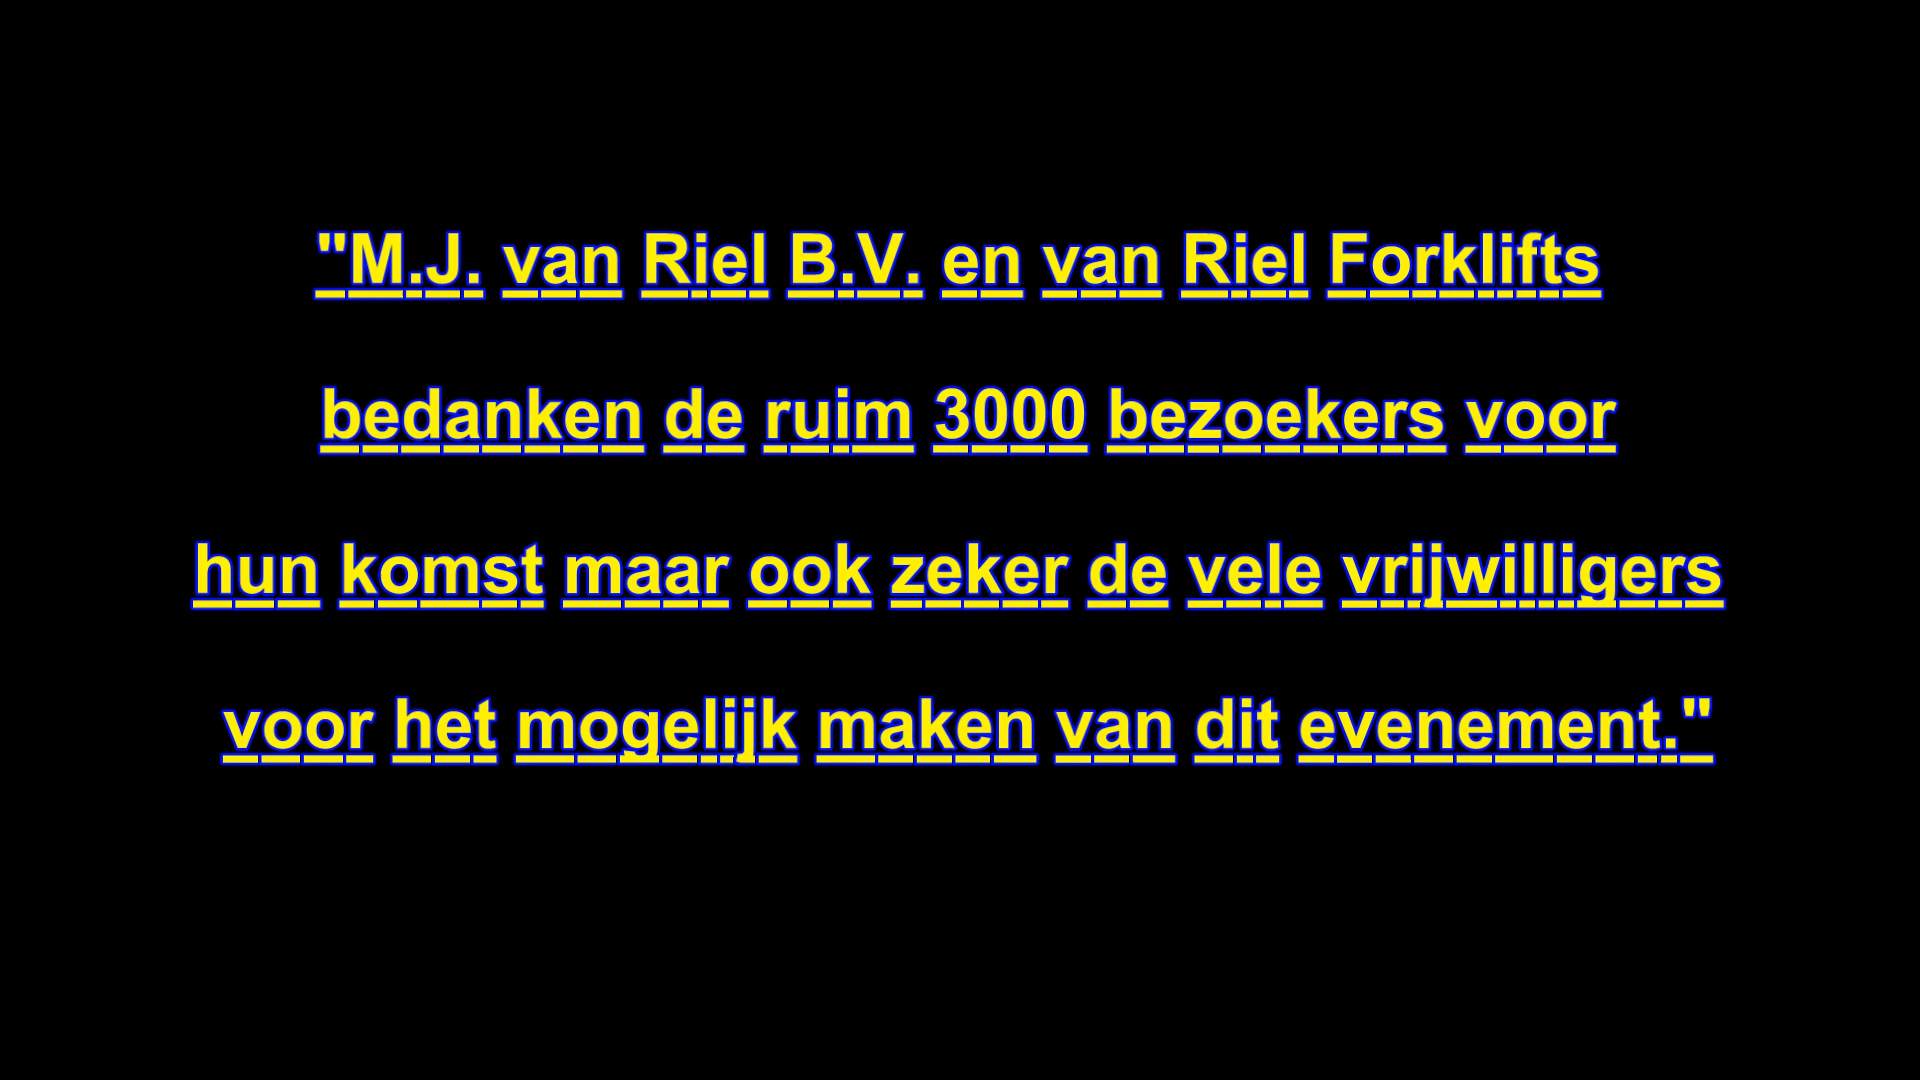 "M.J. van Riel B.V. en van Riel Forklifts
bedanken de ruim 3000 bezoekers voor
hun komst maar ook zeker de vele vrijwilligers
voor het mogelijk maken van dit evenement."